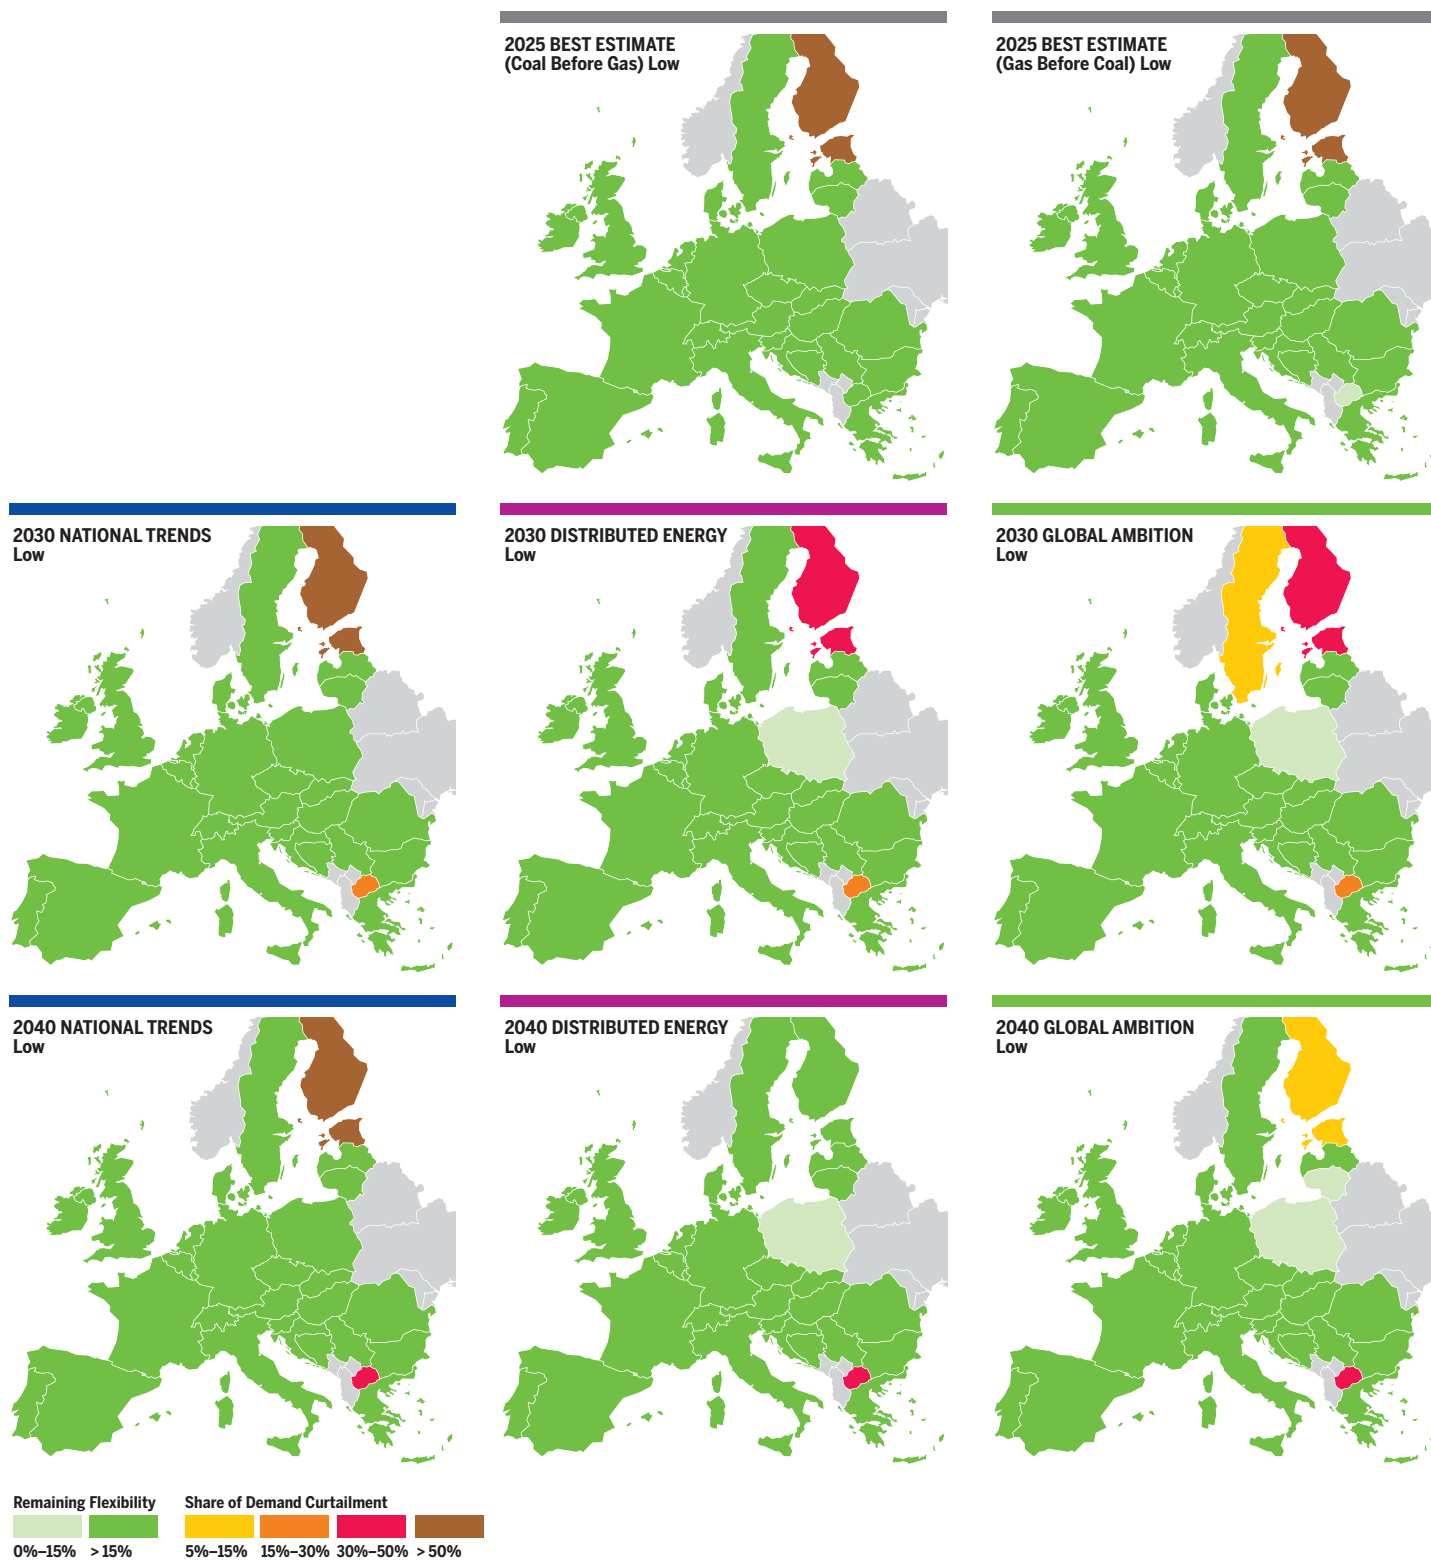 2025 BEST ESTIMATE
(Coal Before Gas) Low
2025 BEST ESTIMATE
(Gas Before Coal) Low
2030 NATIONAL TRENDS
Low
2030 DISTRIBUTED ENERGY
Low
2030 GLOBAL AMBITION
Low
2040 NATIONAL TRENDS
Low
2040 DISTRIBUTED ENERGY
Low
2040 GLOBAL AMBITION
Low
Remaining Flexibility
0%–15% > 15%
Share of Demand Curtailment
5%–15% 15%–30% 30%–50% > 50%